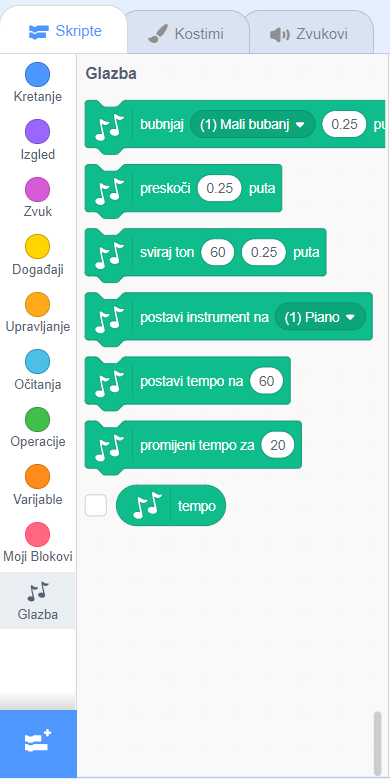 Skripte
Kostimi
Zvukovi
Kretanje
Izgled
Zvuk
Događaji
Upravljanje
Očitanja
Operacije
Varijable
Moji Blokovi
Glazba
Glazba
bubnjaj (1) Mali bubanj 0.25
preskoči 0.25 puta
sviraj ton 60 0.25 puta
postavi instrument na (1) Piano
postavi tempo na 60
promijeni tempo za 20
tempo